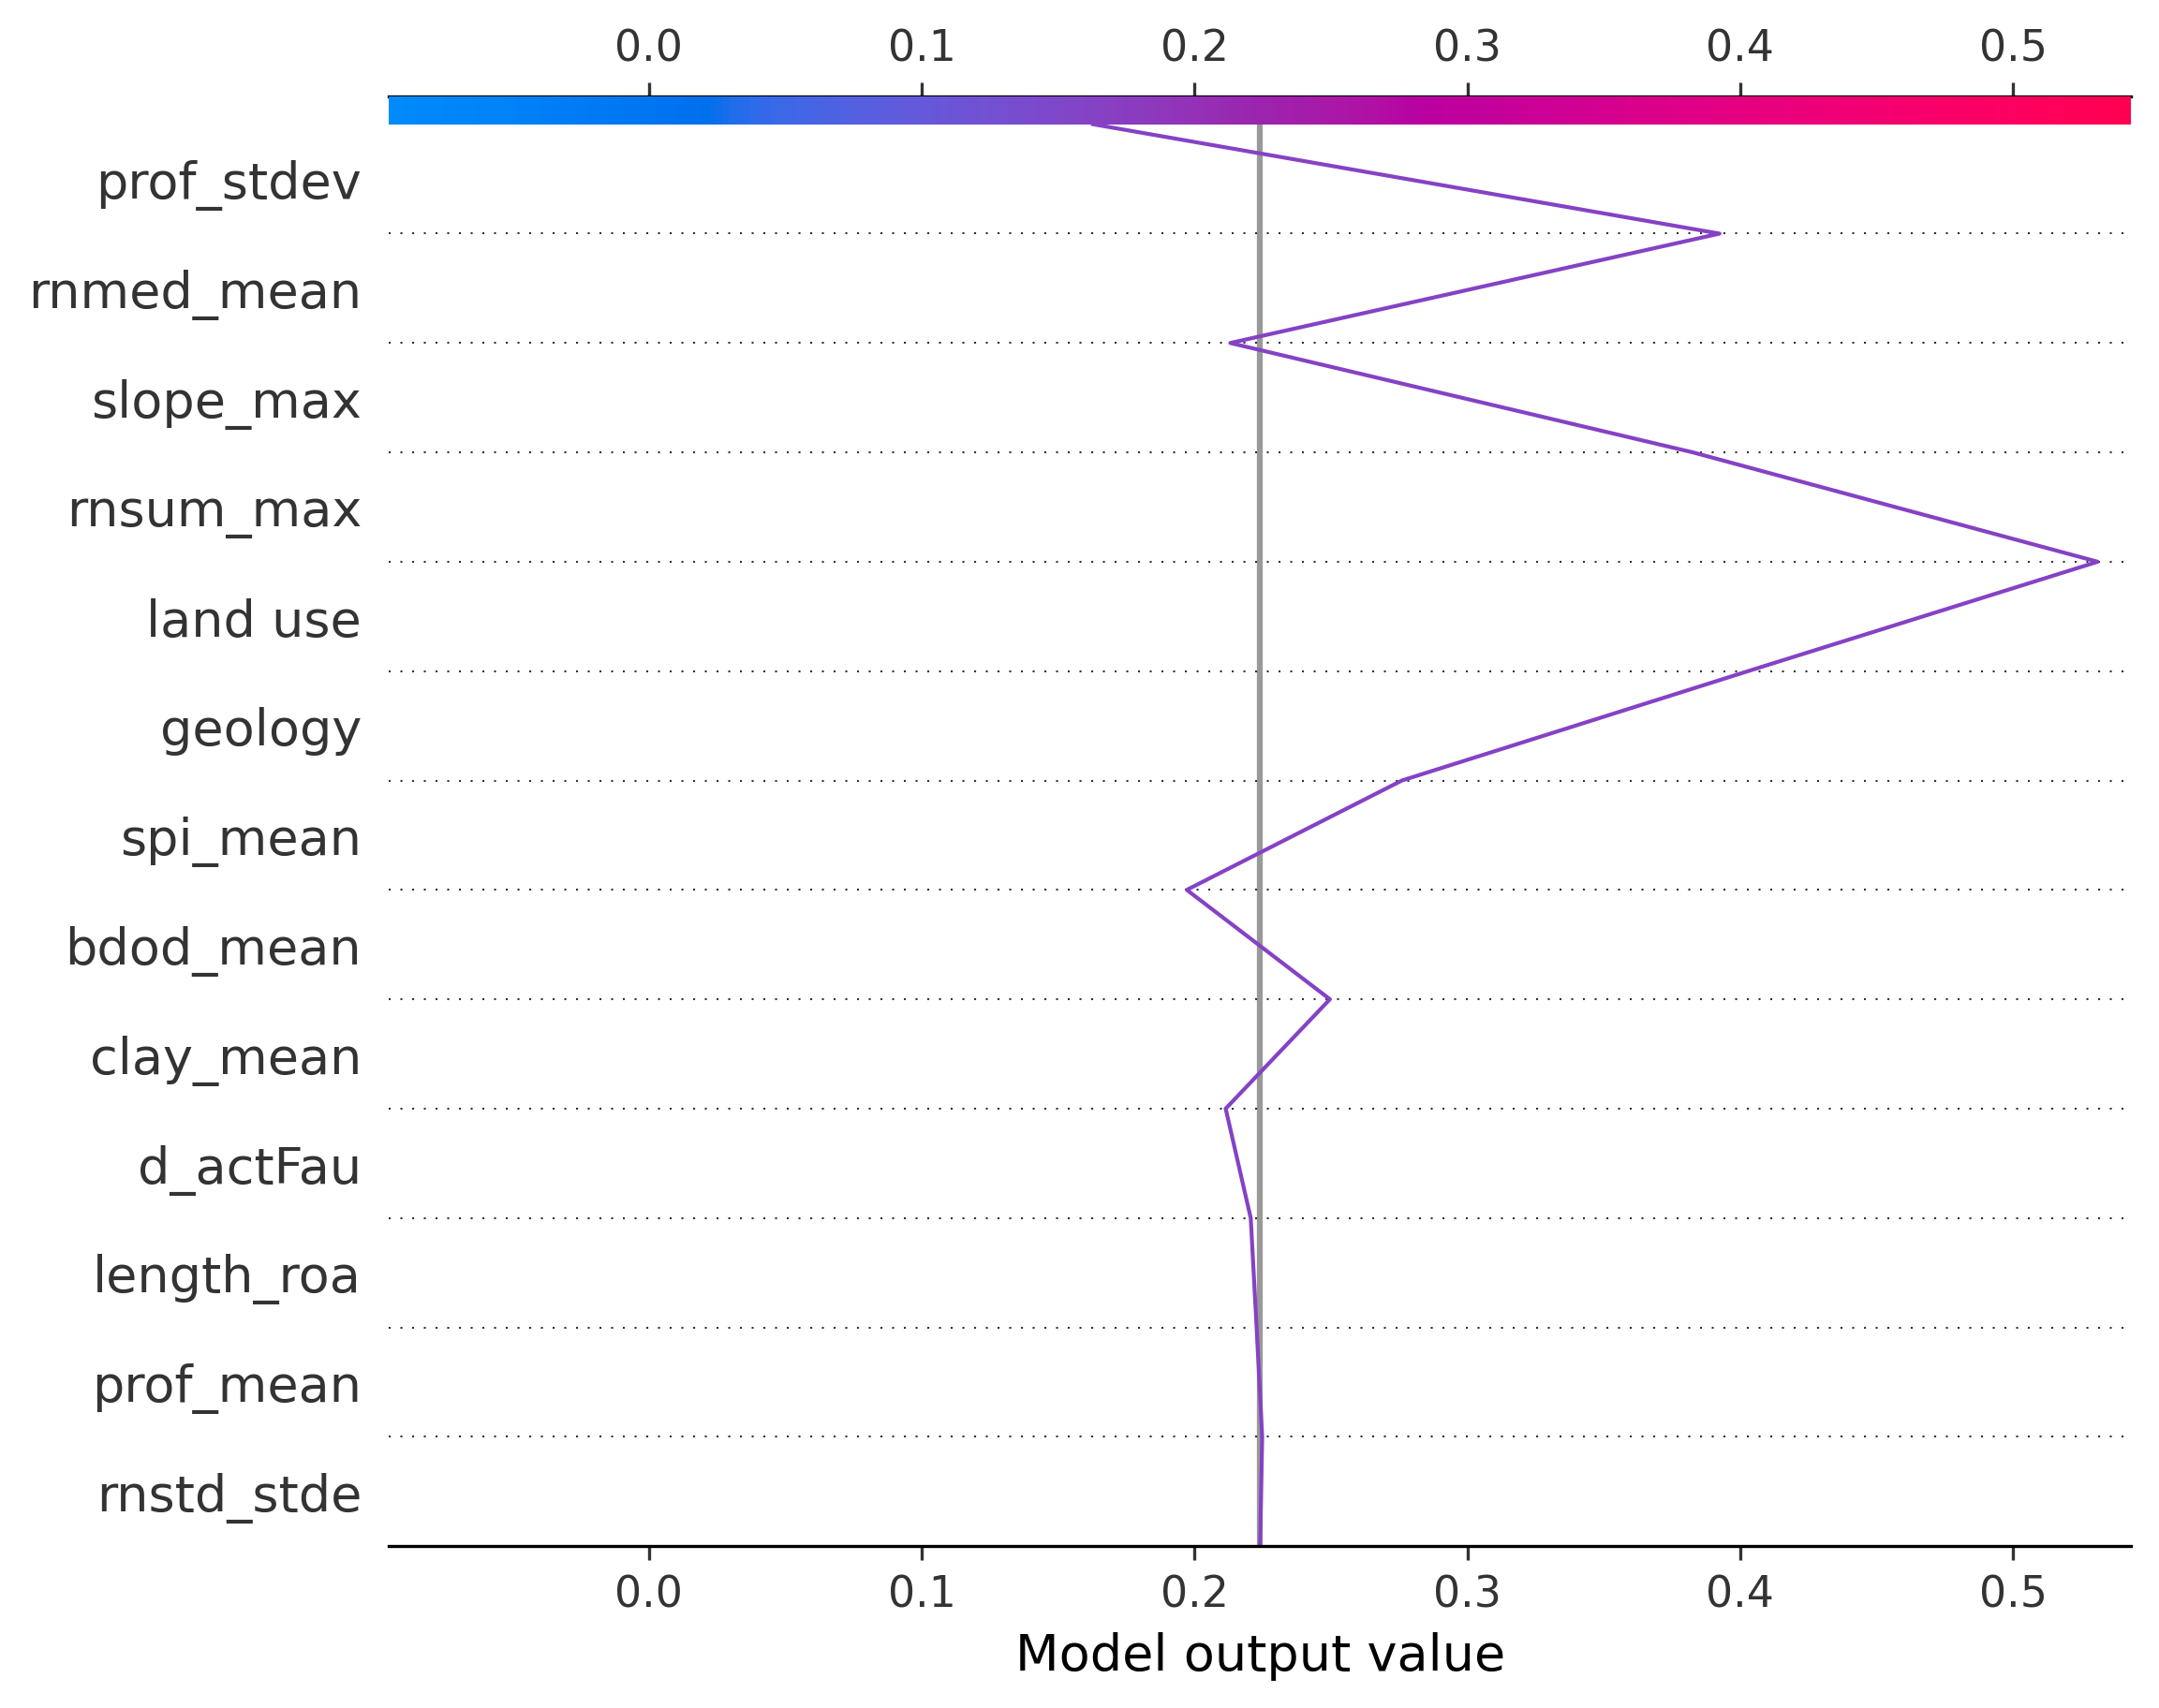 0.0 0.1 0.2 0.3 0.4 0.5
prof_stdev
rnmed_mean
slope_max
rnsum_max
land use
geology
spi_mean
bdod_mean
clay_mean
d_actFau
length_roa
prof_mean
rnstd_stde
0.0 0.1 0.2 0.3 0.4 0.5
Model output value